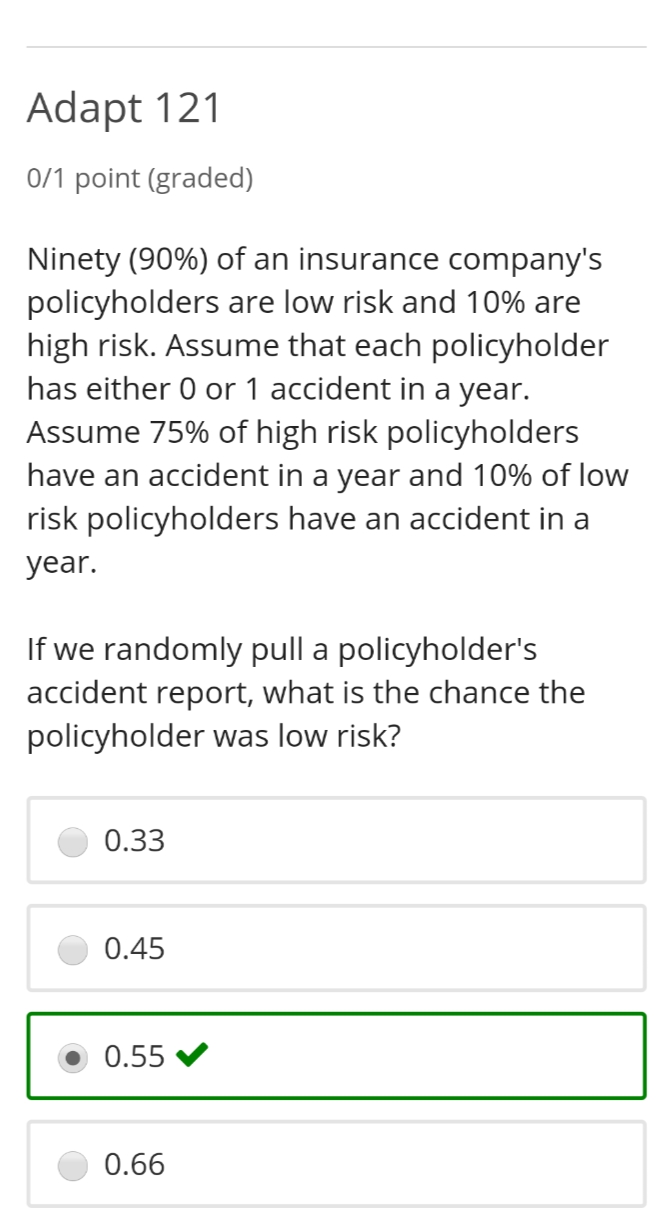 Adapt 121
0/1 point (graded)
Ninety (90%) of an insurance company's
policyholders are low risk and 10% are
high risk. Assume that each policyholder
has either 0 or 1 accident in a year.
Assume 75% of high risk policyholders
have an accident in a year and 10% of low
risk policyholders have an accident in a
year.
If we randomly pull a policyholder's
accident report, what is the chance the
policyholder was low risk?
0.33
0.45
0.55
0.66